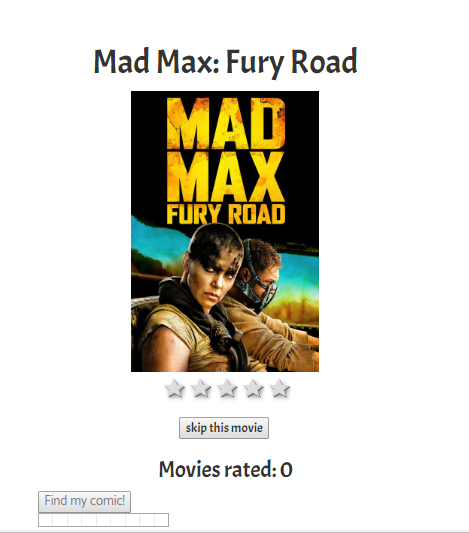 Mad Max: Fury Road
MAD
MAX
FURY ROAD
skip this movie
Movies rated: 0
Find my comic!